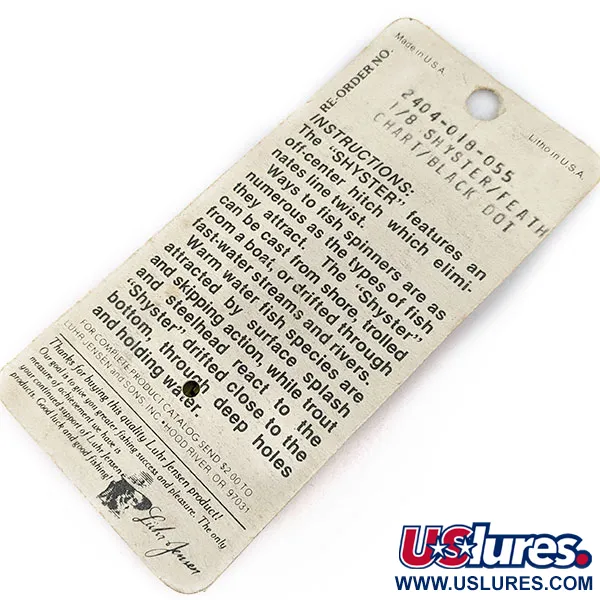 Made in U.S.A.
Litho in U.S.A.
RE-ORDER NO.
2404-018-055
1/8 SHYSTER/FEATH
CHART/BLACK DOT
INSTRUCTIONS:
The "SHYSTER" features an
off-center hitch which elimi-
nates line twist.
Ways to fish spinners are as
numerous as the types of fish
they attract. The "Shyster"
can be cast from shore, trolled
from a boat, or drifted through
fast-water streams and rivers.
Warm water fish species are
attracted by surface splash
and skipping action, while trout
and steelhead react to the
"Shyster" drifted close to the
bottom, through deep holes
and holding water.
FOR COMPLETE PRODUCT CATALOG SEND $2.00 TO
LUHR JENSEN and SONS, INC. • HOOD RIVER, OR 97031
Thanks for buying this quality Luhr Jensen product!
Our goal is to give you greater fishing success and pleasure. The only
measure of achievement we have is
your continued support of Luhr Jensen
products. Good luck and good fishing!
Luhr Jensen
USlures.
WWW.USLURES.COM